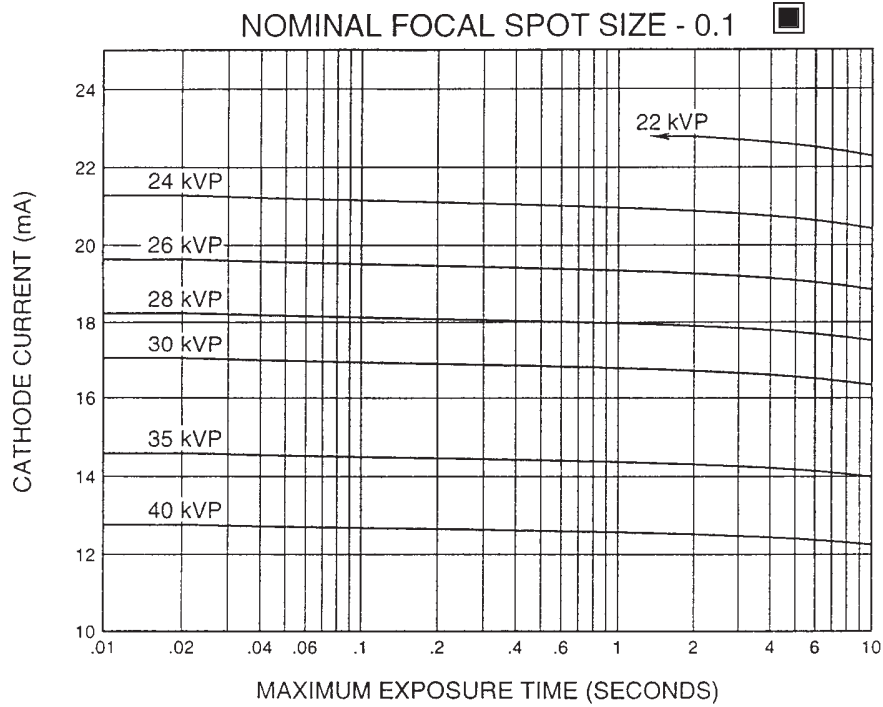 NOMINAL FOCAL SPOT SIZE - 0.1
24
22 kVP
22
24 kVP
20
26 kVP
28 kVP
18
30 kVP
16
35 kVP
14
40 kVP
12
10
CATHODE CURRENT (mA)
.01 .02 .04 .06 .1 .2 .4 .6 1 2 4 6 10
MAXIMUM EXPOSURE TIME (SECONDS)